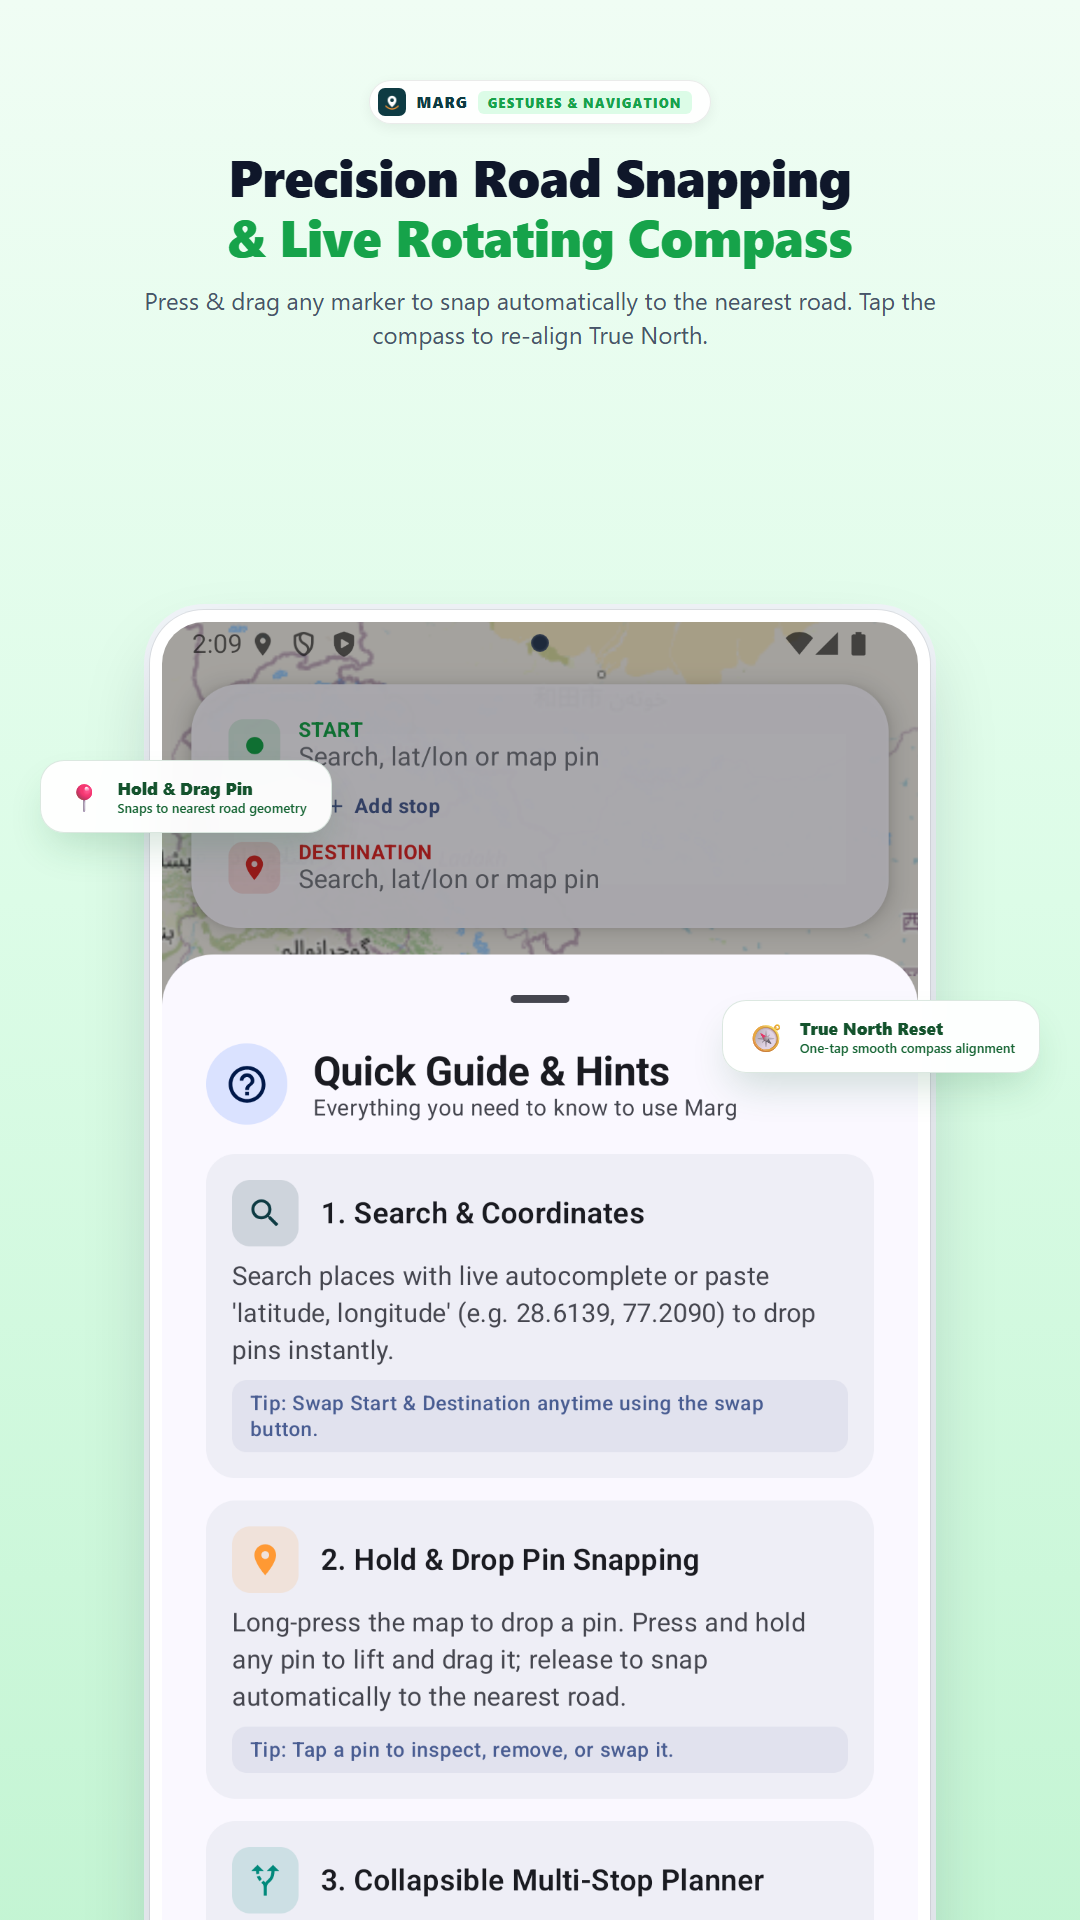 MARG GESTURES & NAVIGATION
Precision Road Snapping
& Live Rotating Compass
Press & drag any marker to snap automatically to the nearest road. Tap the
compass to re-align True North.
2:09
START
Search, lat/lon or map pin
Hold & Drag Pin
Snaps to nearest road geometry
+ Add stop
DESTINATION
Search, lat/lon or map pin
گوجرانوالہ
西
True North Reset
One-tap smooth compass alignment
Quick Guide & Hints
Everything you need to know to use Marg
1. Search & Coordinates
Search places with live autocomplete or paste
'latitude, longitude' (e.g. 28.6139, 77.2090) to drop
pins instantly.
Tip: Swap Start & Destination anytime using the swap
button.
2. Hold & Drop Pin Snapping
Long-press the map to drop a pin. Press and hold
any pin to lift and drag it; release to snap
automatically to the nearest road.
Tip: Tap a pin to inspect, remove, or swap it.
3. Collapsible Multi-Stop Planner